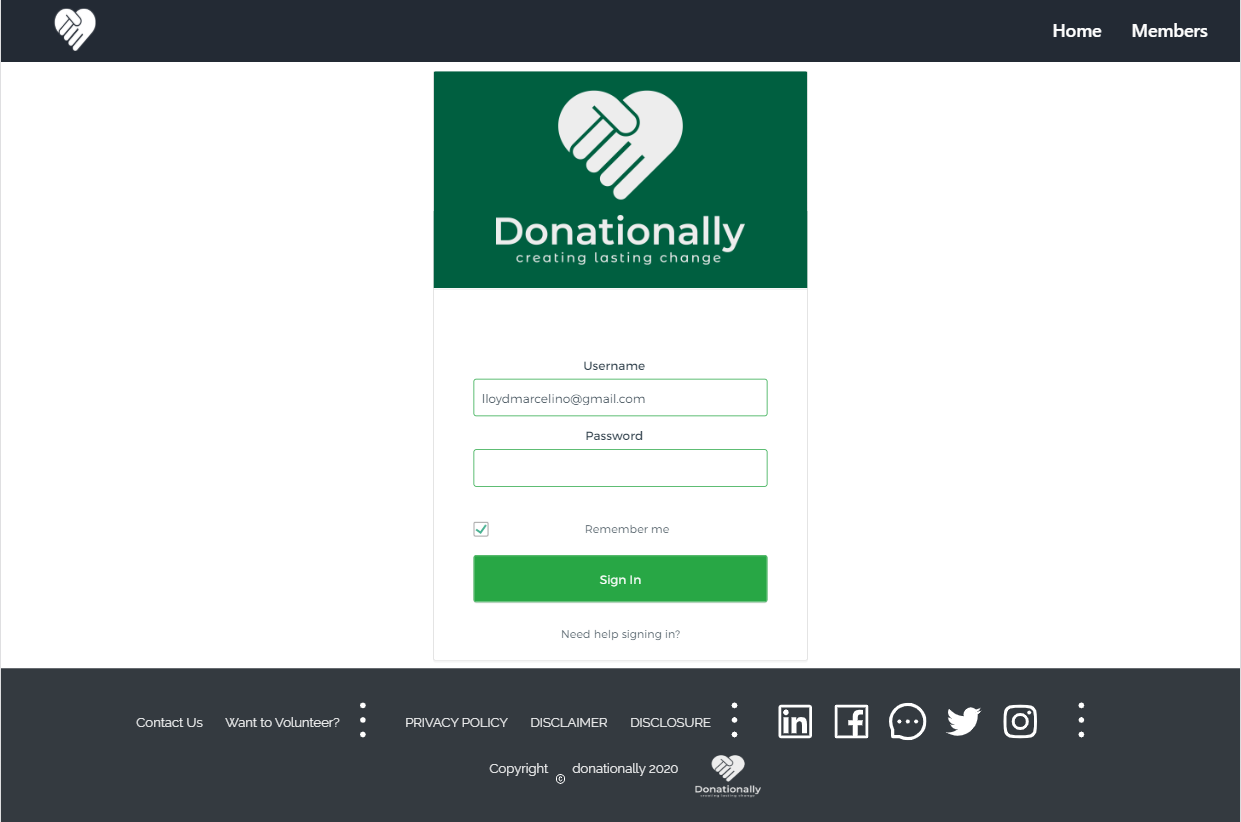 Home Members
Donationally
creating lasting change
Username
lloydmarcelino@gmail.com
Password
Remember me
Sign In
Need help signing in?
Contact Us Want to Volunteer? PRIVACY POLICY DISCLAIMER DISCLOSURE in
Copyright © donationally 2020
Donationally
creating lasting change